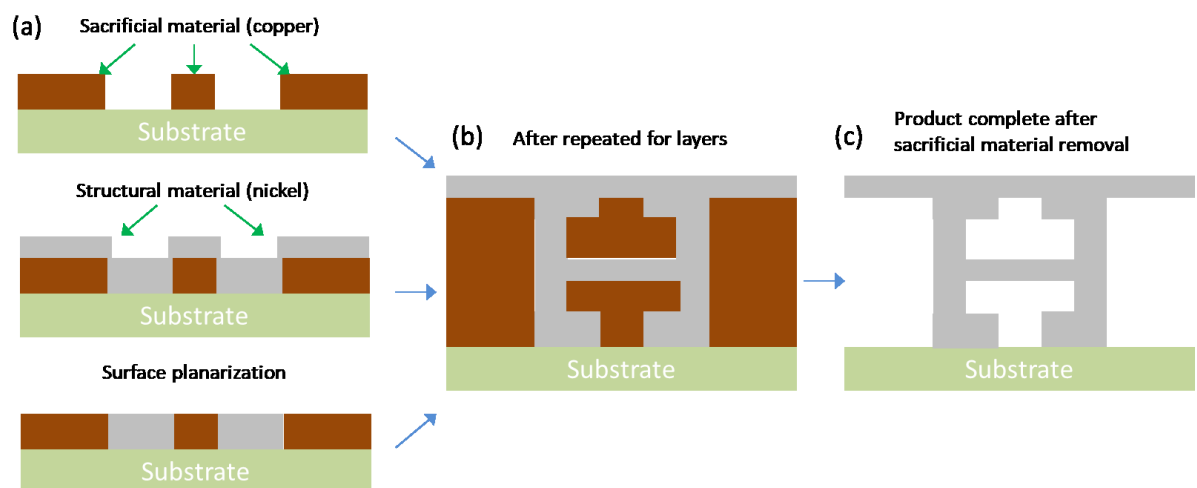 (a)
Sacrificial material (copper)
Substrate
Structural material (nickel)
Substrate
Surface planarization
Substrate
(b)
After repeated for layers
Substrate
(c)
Product complete after
sacrificial material removal
Substrate